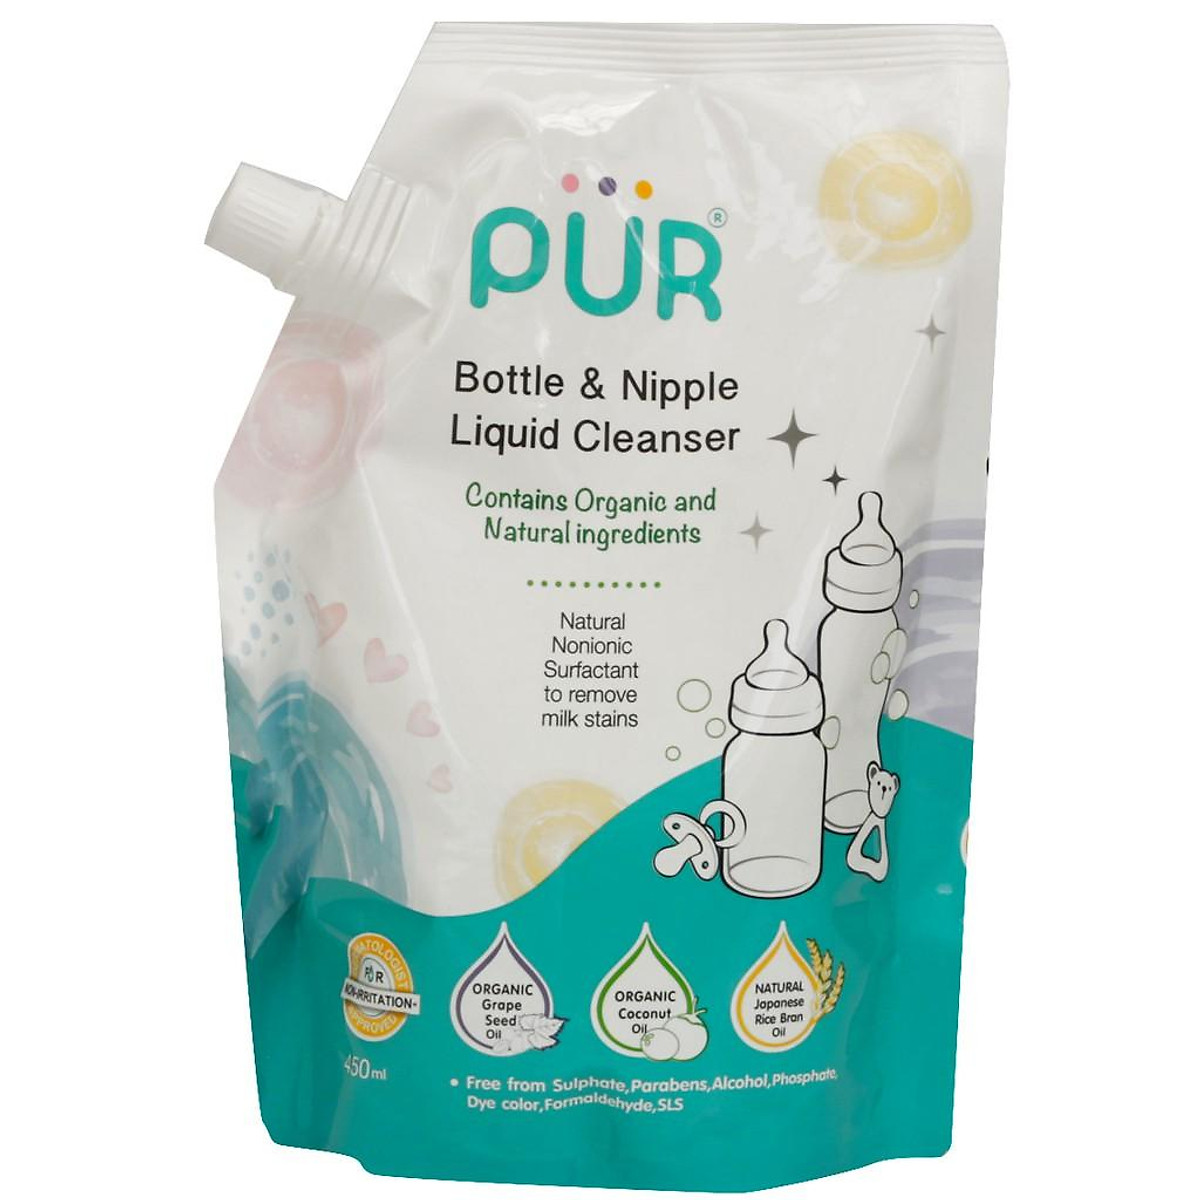 PÜR®
Bottle & Nipple
Liquid Cleanser
Contains Organic and
Natural ingredients
Natural
Nonionic
Surfactant
to remove
milk stains
PÜR
NON-IRRITATION
APPROVED
ORGANIC
Grape
Seed
Oil
ORGANIC
Coconut
Oil
NATURAL
Japanese
Rice Bran
Oil
450ml
• Free from Sulphate,Parabens,Alcohol,Phosphate,
Dye color,Formaldehyde,SLS